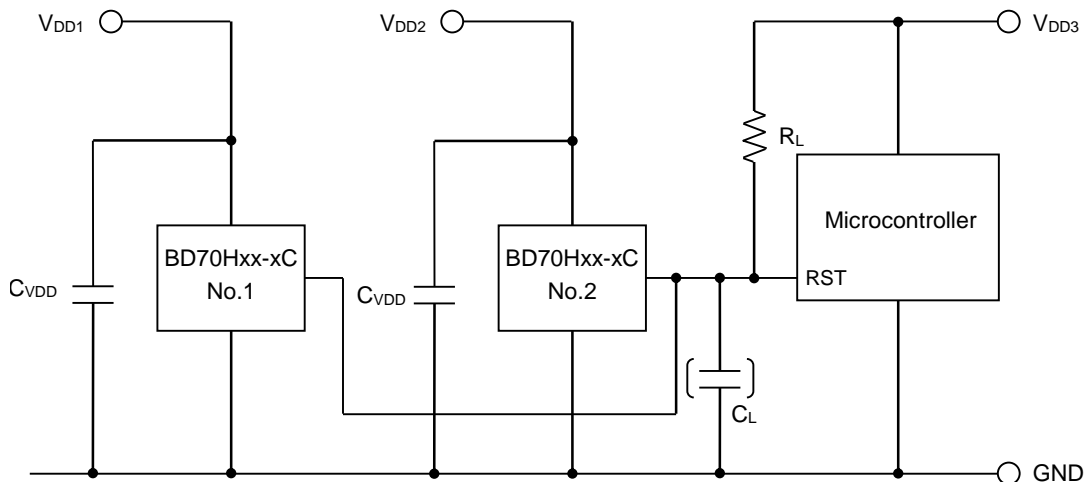 VDD1
VDD2
VDD3
RL
Microcontroller
BD70Hxx-xC
No.1
BD70Hxx-xC
No.2
RST
CVDD
CVDD
CL
GND